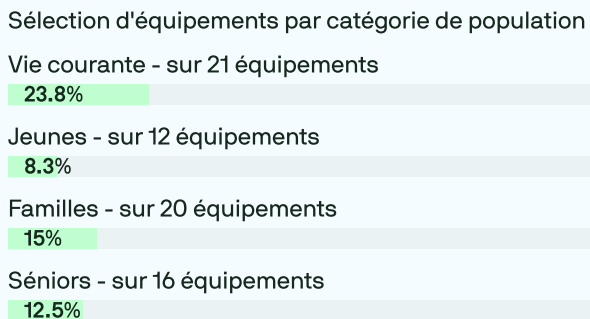 Sélection d'équipements par catégorie de population
Vie courante - sur 21 équipements
23.8%
Jeunes - sur 12 équipements
8.3%
Familles - sur 20 équipements
15%
Séniors - sur 16 équipements
12.5%